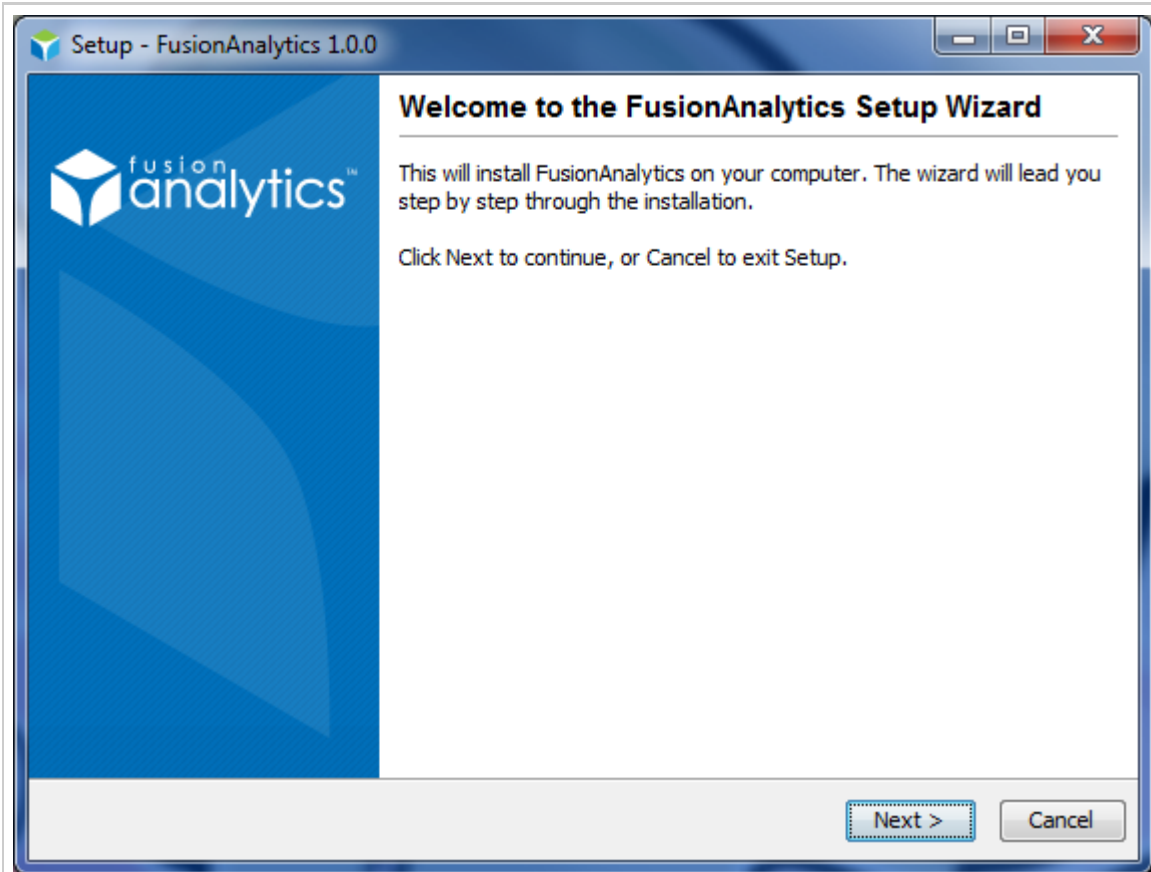 Setup - FusionAnalytics 1.0.0
fusion
analytics™
Welcome to the FusionAnalytics Setup Wizard
This will install FusionAnalytics on your computer. The wizard will lead you
step by step through the installation.
Click Next to continue, or Cancel to exit Setup.
Next >
Cancel